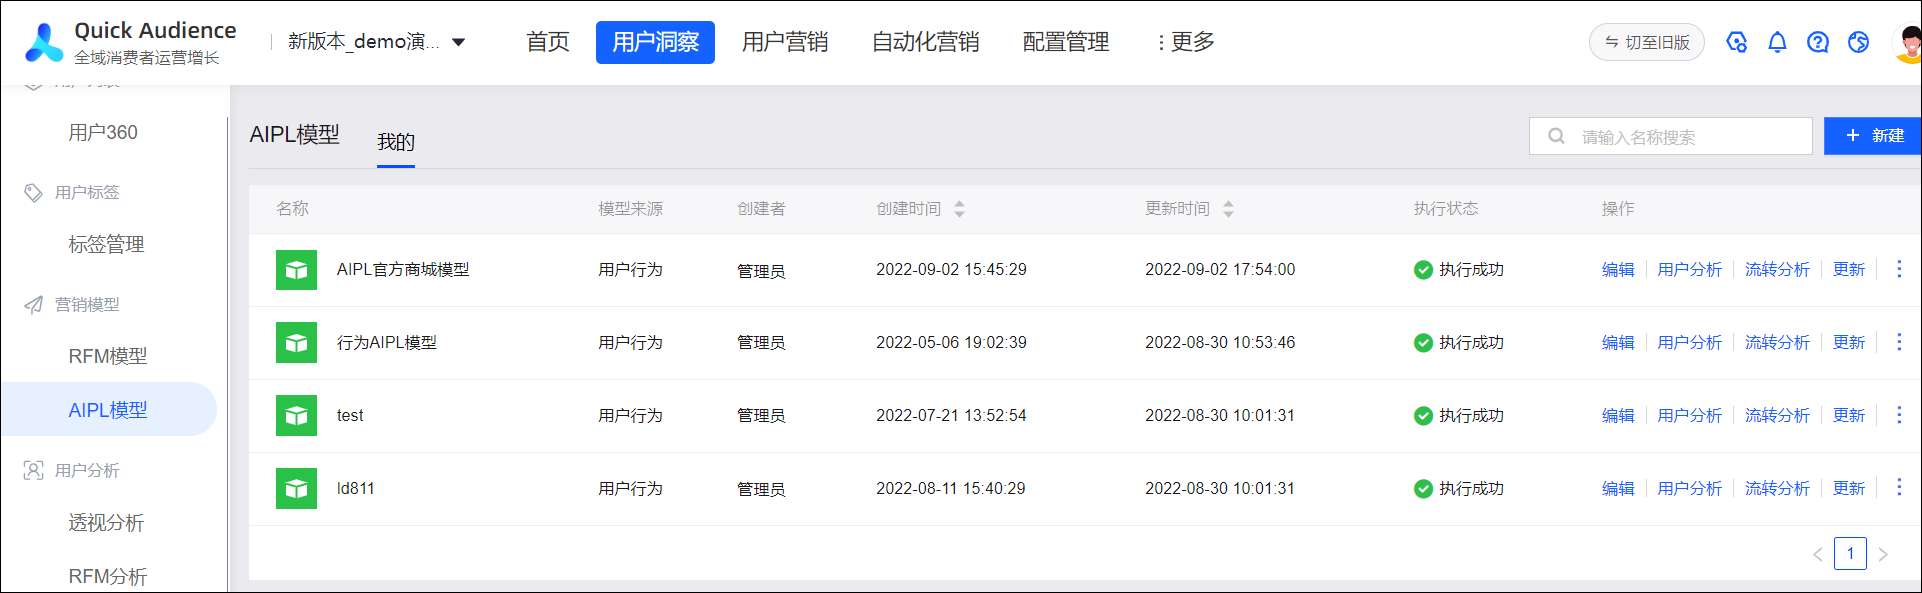 Quick Audience
全域消费者运营增长
新版本_demo演...
首页
用户洞察
用户营销
自动化营销
配置管理
更多
切至旧版
用户360
用户标签
标签管理
营销模型
RFM模型
AIPL模型
用户分析
透视分析
RFM分析
AIPL模型
我的
请输入名称搜索
+ 新建
名称 模型来源 创建者 创建时间 更新时间 执行状态 操作
AIPL官方商城模型 用户行为 管理员 2022-09-02 15:45:29 2022-09-02 17:54:00 执行成功 编辑 用户分析 流转分析 更新
行为AIPL模型 用户行为 管理员 2022-05-06 19:02:39 2022-08-30 10:53:46 执行成功 编辑 用户分析 流转分析 更新
test 用户行为 管理员 2022-07-21 13:52:54 2022-08-30 10:01:31 执行成功 编辑 用户分析 流转分析 更新
ld811 用户行为 管理员 2022-08-11 15:40:29 2022-08-30 10:01:31 执行成功 编辑 用户分析 流转分析 更新
1